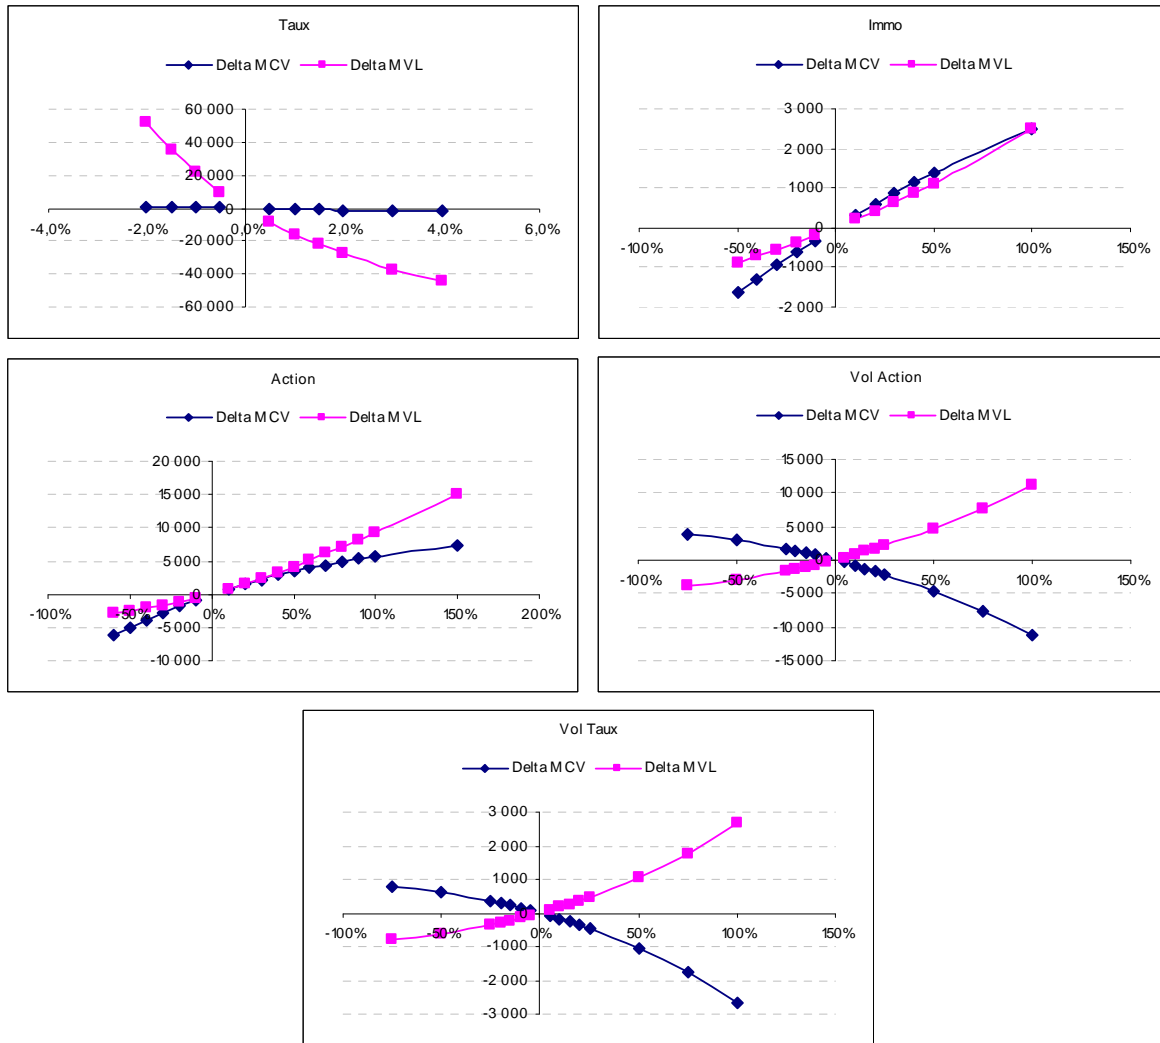 Taux
Delta MCV Delta MVL
60 000
40 000
20 000
0
-20 000
-40 000
-60 000
-4,0% -2,0% 0,0% 2,0% 4,0% 6,0%
Immo
Delta MCV Delta MVL
3 000
2 000
1 000
0
-1 000
-2 000
-100% -50% 0% 50% 100% 150%
Action
Delta MCV Delta MVL
20 000
15 000
10 000
5 000
0
-5 000
-10 000
-100% -50% 0% 50% 100% 150% 200%
Vol Action
Delta MCV Delta MVL
15 000
10 000
5 000
0
-5 000
-10 000
-15 000
-100% -50% 0% 50% 100% 150%
Vol Taux
Delta MCV Delta MVL
3 000
2 000
1 000
0
-1 000
-2 000
-3 000
-100% -50% 0% 50% 100% 150%